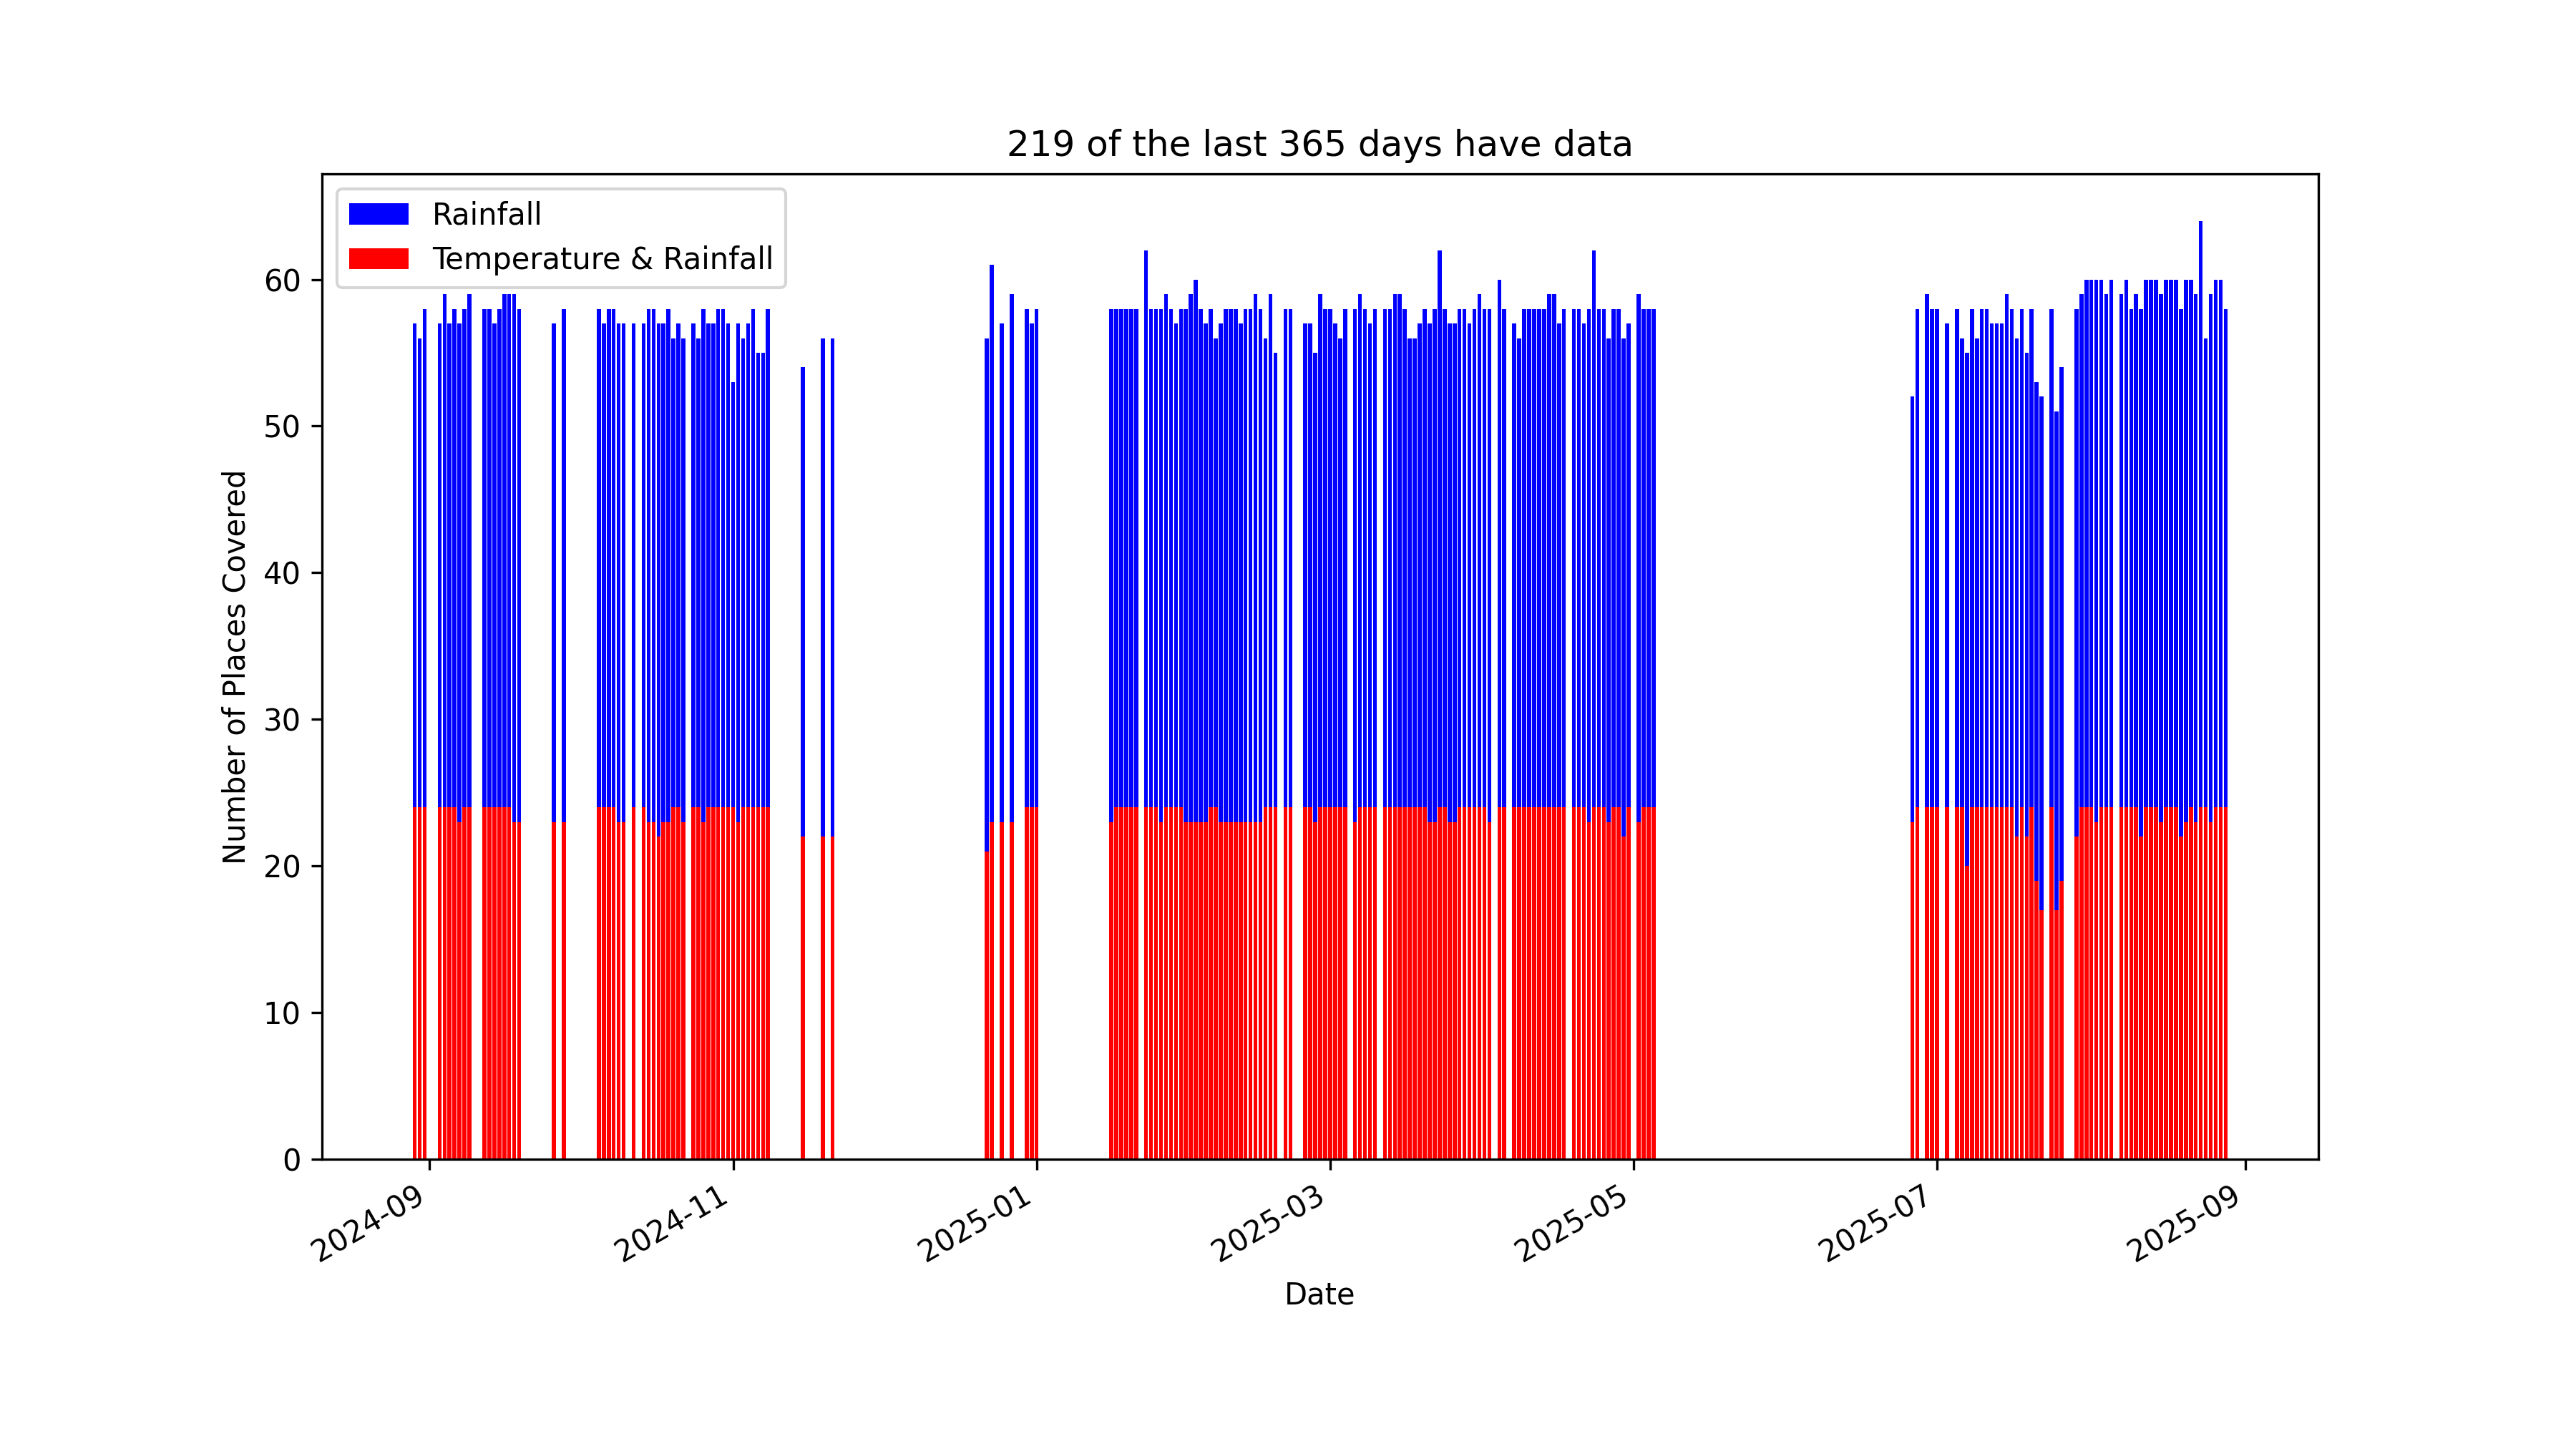 219 of the last 365 days have data
Rainfall
Temperature & Rainfall
Number of Places Covered
60
50
40
30
20
10
0
2024-09
2024-11
2025-01
2025-03
2025-05
2025-07
2025-09
Date